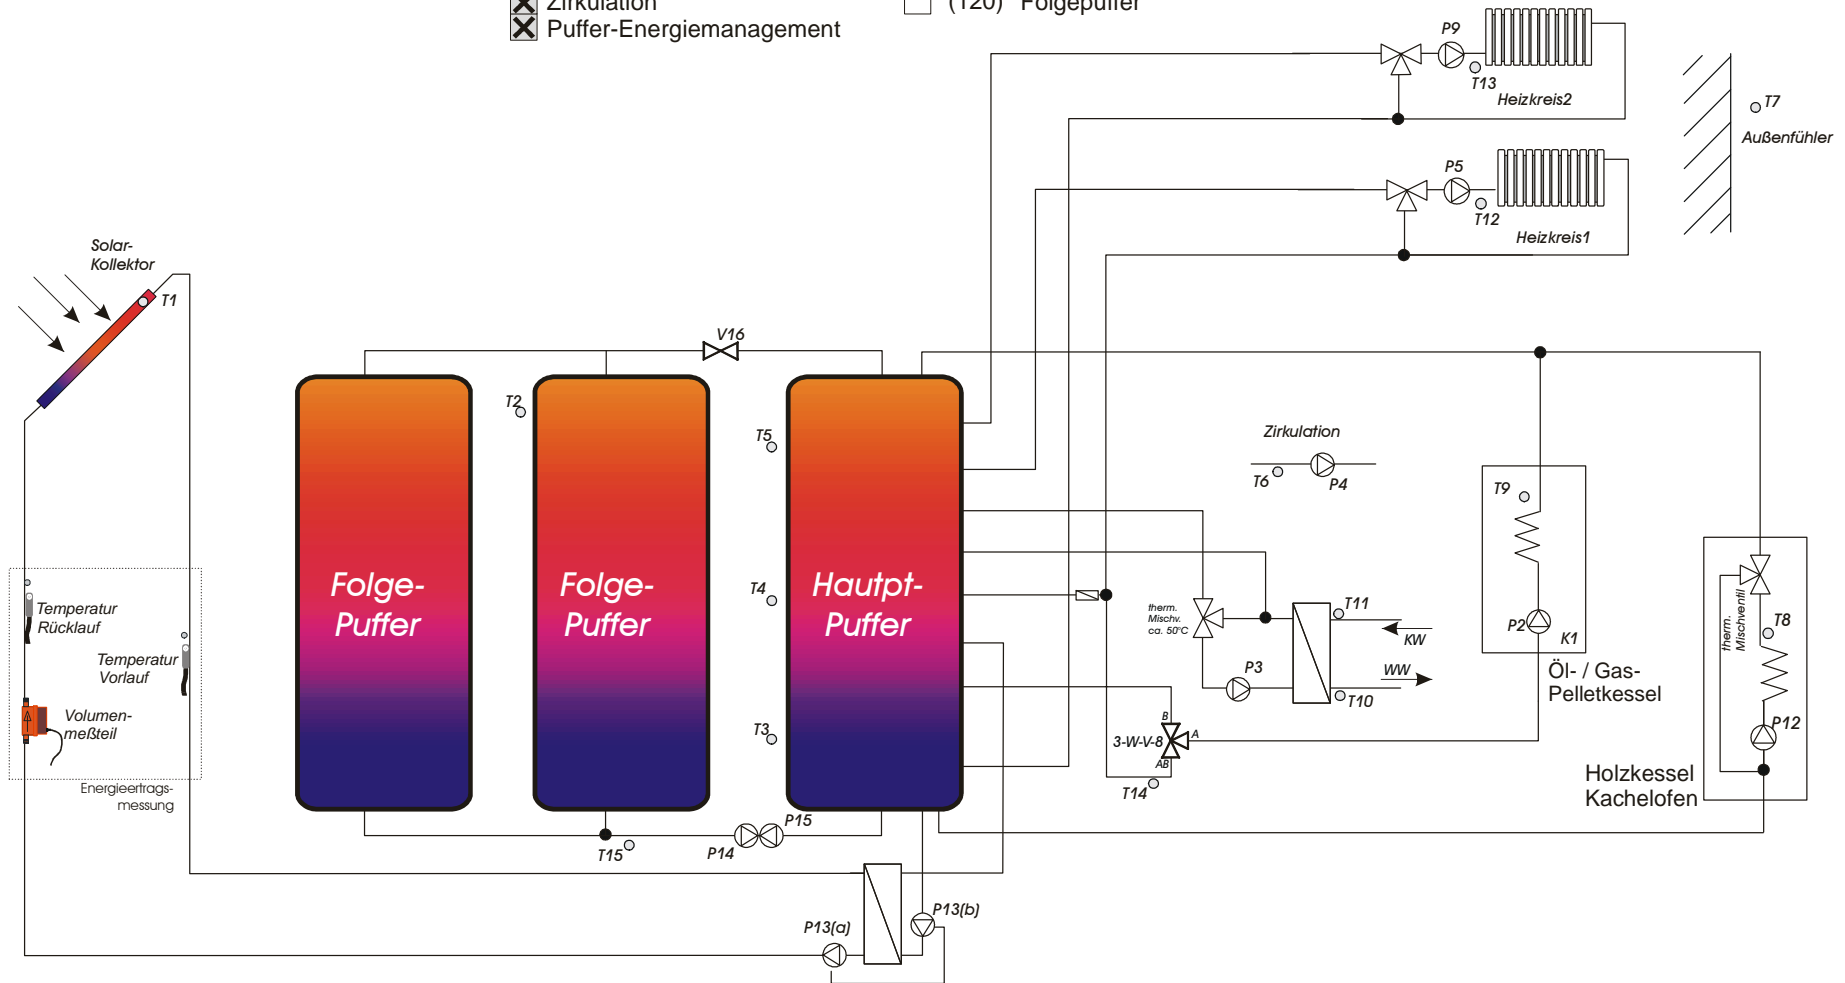 Zirkulation
(T20) Folgepuffer
Puffer-Energiemanagement
P9
T13
Heizkreis2
T7
Außenfühler
P5
T12
Heizkreis1
Solar-
Kollektor
T1
V16
T2
T5
Zirkulation
T6
P4
T9
Folge-
Puffer
Folge-
Puffer
Hautpt-
Puffer
T4
T3
therm.
Mischv.
ca. 50°C
T11
KW
P3
WW
T10
P2
K1
Öl- / Gas-
Pelletkessel
therm.
Mischventil
T8
P12
Holzkessel
Kachelofen
B
3-W-V-8
A
AB
T14
Temperatur
Rücklauf
Temperatur
Vorlauf
Volumen-
meßteil
Energieertrags-
messung
T15
P14
P15
P13(a)
P13(b)